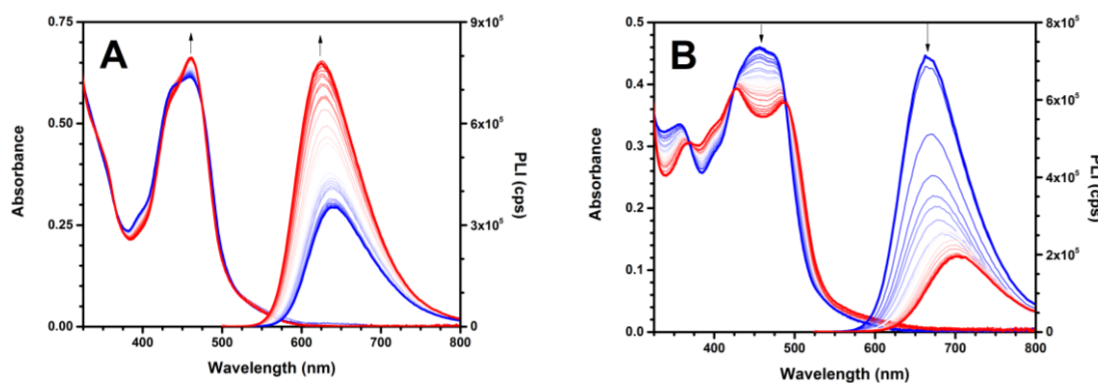 A
Absorbance
0.75
0.50
0.25
0.00
400
500
600
700
800
Wavelength (nm)
9x10⁵
6x10⁵
3x10⁵
0
PLI (cps)
B
Absorbance
0.5
0.4
0.3
0.2
0.1
0.0
400
500
600
700
800
Wavelength (nm)
8x10⁵
6x10⁵
4x10⁵
2x10⁵
0
PLI (cps)